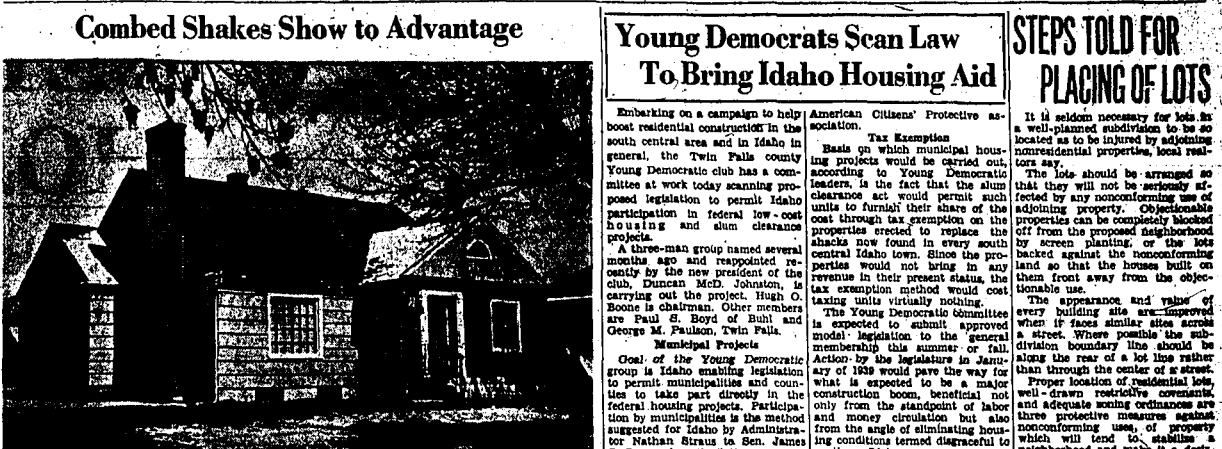 Combed Shakes Show to Advantage
Young Democrats Scan Law
To Bring Idaho Housing Aid
Embarking on a campaign to help
boost residential construction in the
south central area and in Idaho in
general, the Twin Falls county
Young Democratic club has a com-
mittee at work today scanning pro-
posed legislation to permit Idaho
participation in federal low-cost
housing and slum clearance
projects.
A three-man group named several
months ago and reappointed re-
cently by the new president of the
club, Duncan McD. Johnston, is
carrying out the project. Hugh O.
Boone is chairman. Other members
are Paul S. Boyd of Buhl and
George M. Paulson, Twin Falls.
Municipal Projects
Goal of the Young Democratic
group is Idaho enabling legislation
to permit municipalities and coun-
ties to take part directly in the
federal housing projects. Participa-
tion by municipalities is the method
suggested for Idaho by Administra-
tor Nathan Straus to Sen. James
American Citizens' Protective as-
sociation.
Tax Exemption
Basis on which municipal hous-
ing projects would be carried out,
according to Young Democratic
leaders, is the fact that the slum
clearance act would permit such
units to furnish their share of the
cost through tax exemption on the
properties erected to replace the
shacks now found in every south
central Idaho town. Since the pro-
perties would not bring in any
revenue in their present status, the
tax exemption method would cost
taxing units virtually nothing.
The Young Democratic committee
is expected to submit approved
model legislation to the general
membership this summer or fall.
Action by the legislature in Janu-
ary of 1939 would pave the way for
what is expected to be a major
construction boom, beneficial not
only from the standpoint of labor
and money circulation but also
from the angle of eliminating hous-
ing conditions termed disgraceful to
STEPS TOLD FOR
PLACING OF LOTS
It is seldom necessary for lots in
a well-planned subdivision to be so
located as to be injured by adjoining
nonresidential properties, local real-
tors say.
The lots should be arranged so
that they will not be seriously af-
fected by any nonconforming use of
adjoining property. Objectionable
properties can be completely blocked
off from the proposed neighborhood
by screen planting, or the lots
backed against the nonconforming
land so that the houses built on
them front away from the objec-
tionable use.
The appearance and value of
every building site are improved
when it faces similar sites across
a street. Where possible the sub-
division boundary line should be
along the rear of a lot line rather
than through the center of a street.
Proper location of residential lots,
well-drawn restrictive covenants,
and adequate zoning ordinances are
three protective measures against
nonconforming uses of property
which will tend to stabilize a